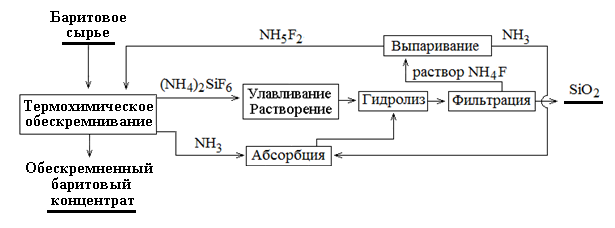 Баритовое
сырье
NH5F2
Выпаривание
NH3
раствор NH4F
(NH4)2SiF6
Улавливание
Растворение
Гидролиз
Фильтрация
SiO2
Термохимическое
обескремнивание
NH3
Абсорбция
Обескремненный
баритовый
концентрат